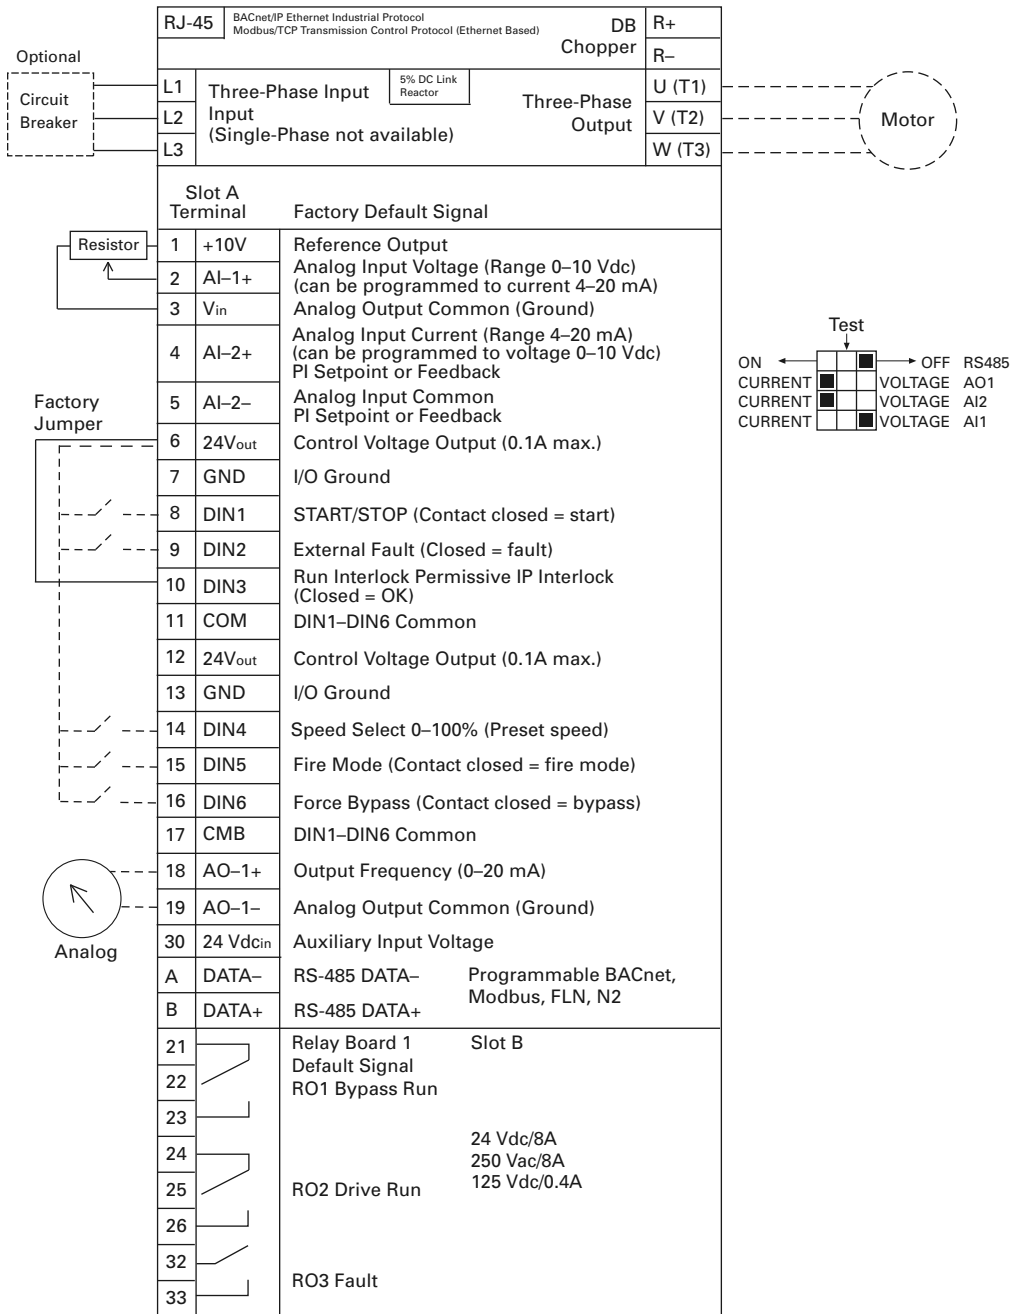 RJ-45 BACnet/IP Ethernet Industrial Protocol
Modbus/TCP Transmission Control Protocol (Ethernet Based)
DB
Chopper
R+
R–
Optional
Circuit
Breaker
L1
L2
L3
Three-Phase Input
Input
(Single-Phase not available)
5% DC Link
Reactor
Three-Phase
Output
U (T1)
V (T2)
W (T3)
Motor
Slot A
Terminal
Factory Default Signal
Resistor
1 +10V Reference Output
2 AI–1+ Analog Input Voltage (Range 0–10 Vdc)
(can be programmed to current 4–20 mA)
3 Vin Analog Output Common (Ground)
4 AI–2+ Analog Input Current (Range 4–20 mA)
(can be programmed to voltage 0–10 Vdc)
PI Setpoint or Feedback
5 AI–2– Analog Input Common
PI Setpoint or Feedback
Factory
Jumper
6 24Vout Control Voltage Output (0.1A max.)
7 GND I/O Ground
8 DIN1 START/STOP (Contact closed = start)
9 DIN2 External Fault (Closed = fault)
10 DIN3 Run Interlock Permissive IP Interlock
(Closed = OK)
11 COM DIN1–DIN6 Common
12 24Vout Control Voltage Output (0.1A max.)
13 GND I/O Ground
14 DIN4 Speed Select 0–100% (Preset speed)
15 DIN5 Fire Mode (Contact closed = fire mode)
16 DIN6 Force Bypass (Contact closed = bypass)
17 CMB DIN1–DIN6 Common
18 AO–1+ Output Frequency (0–20 mA)
19 AO–1– Analog Output Common (Ground)
Analog
30 24 Vdcin Auxiliary Input Voltage
A DATA– RS-485 DATA–
B DATA+ RS-485 DATA+
Programmable BACnet,
Modbus, FLN, N2
21
22
23
Relay Board 1 Slot B
Default Signal
RO1 Bypass Run
24
25
26
24 Vdc/8A
250 Vac/8A
125 Vdc/0.4A
RO2 Drive Run
32
33
RO3 Fault
Test
ON OFF RS485
CURRENT VOLTAGE AO1
CURRENT VOLTAGE AI2
CURRENT VOLTAGE AI1